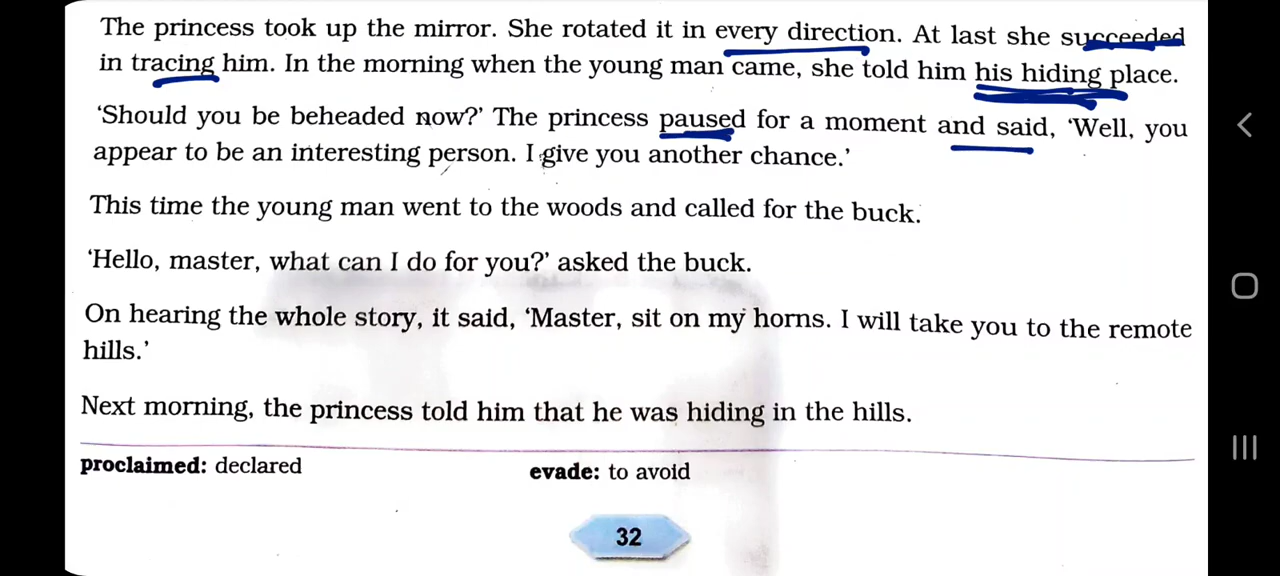 The princess took up the mirror. She rotated it in every direction. At last she succeeded
in tracing him. In the morning when the young man came, she told him his hiding place.
‘Should you be beheaded now?’ The princess paused for a moment and said, ‘Well, you
appear to be an interesting person. I give you another chance.’
This time the young man went to the woods and called for the buck.
‘Hello, master, what can I do for you?’ asked the buck.
On hearing the whole story, it said, ‘Master, sit on my horns. I will take you to the remote
hills.’
Next morning, the princess told him that he was hiding in the hills.
proclaimed: declared evade: to avoid
32